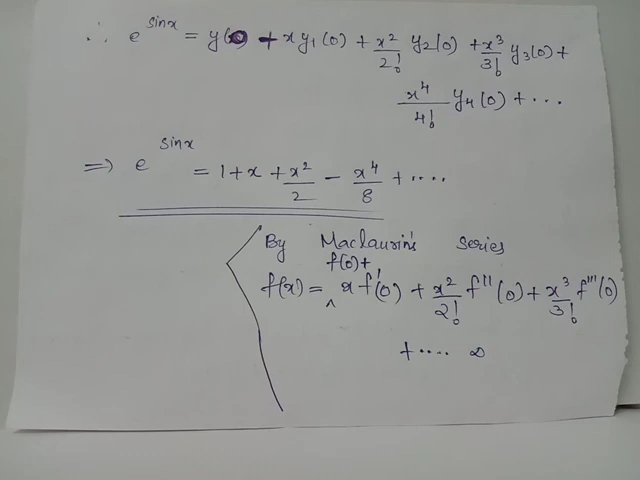 ∴ e^sinx = y(0) + x y₁(0) + x²/2! y₂(0) + x³/3! y₃(0) +
x⁴/4! y₄(0) + ...
⇒ e^sinx = 1 + x + x²/2 - x⁴/8 + ....
By Maclaurin's Series
f(0)+
f(x) = ^ x f'(0) + x²/2! f''(0) + x³/3! f'''(0)
+ .... ∞